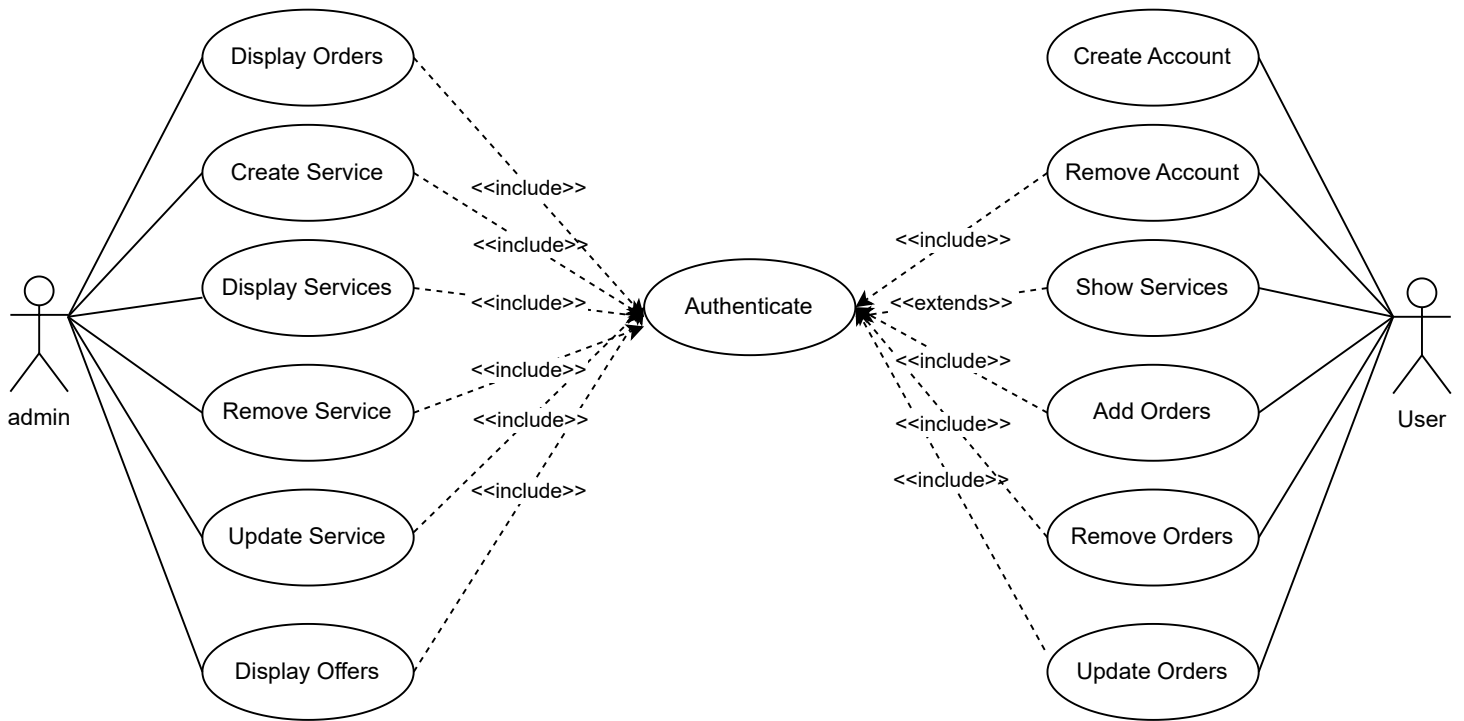 Display Orders
Create Account
Create Service
Remove Account
<<include>>
<<include>>
<<include>>
Display Services
Show Services
<<include>>
<<extends>>
Authenticate
<<include>>
<<include>>
admin
Remove Service
Add Orders
User
<<include>>
<<include>>
<<include>>
<<include>>
Update Service
Remove Orders
Display Offers
Update Orders